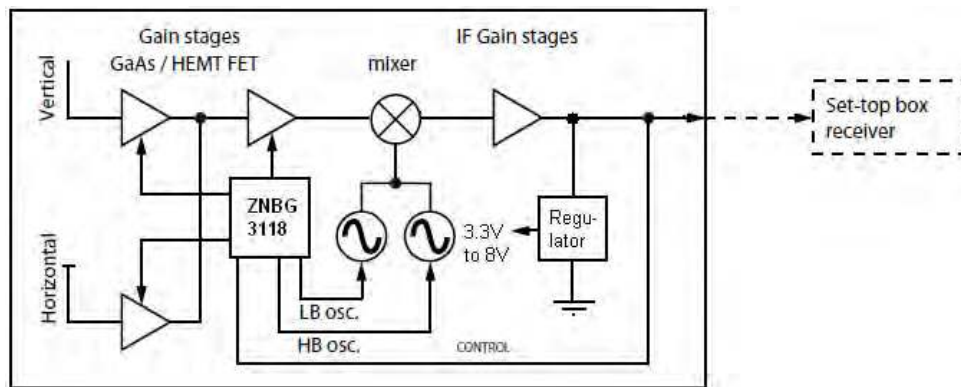 Gain stages
GaAs / HEMT FET
IF Gain stages
mixer
Vertical
Set-top box
receiver
ZNBG
3118
3.3V
to 8V
Regu-
lator
Horizontal
LB osc.
HB osc.
CONTROL